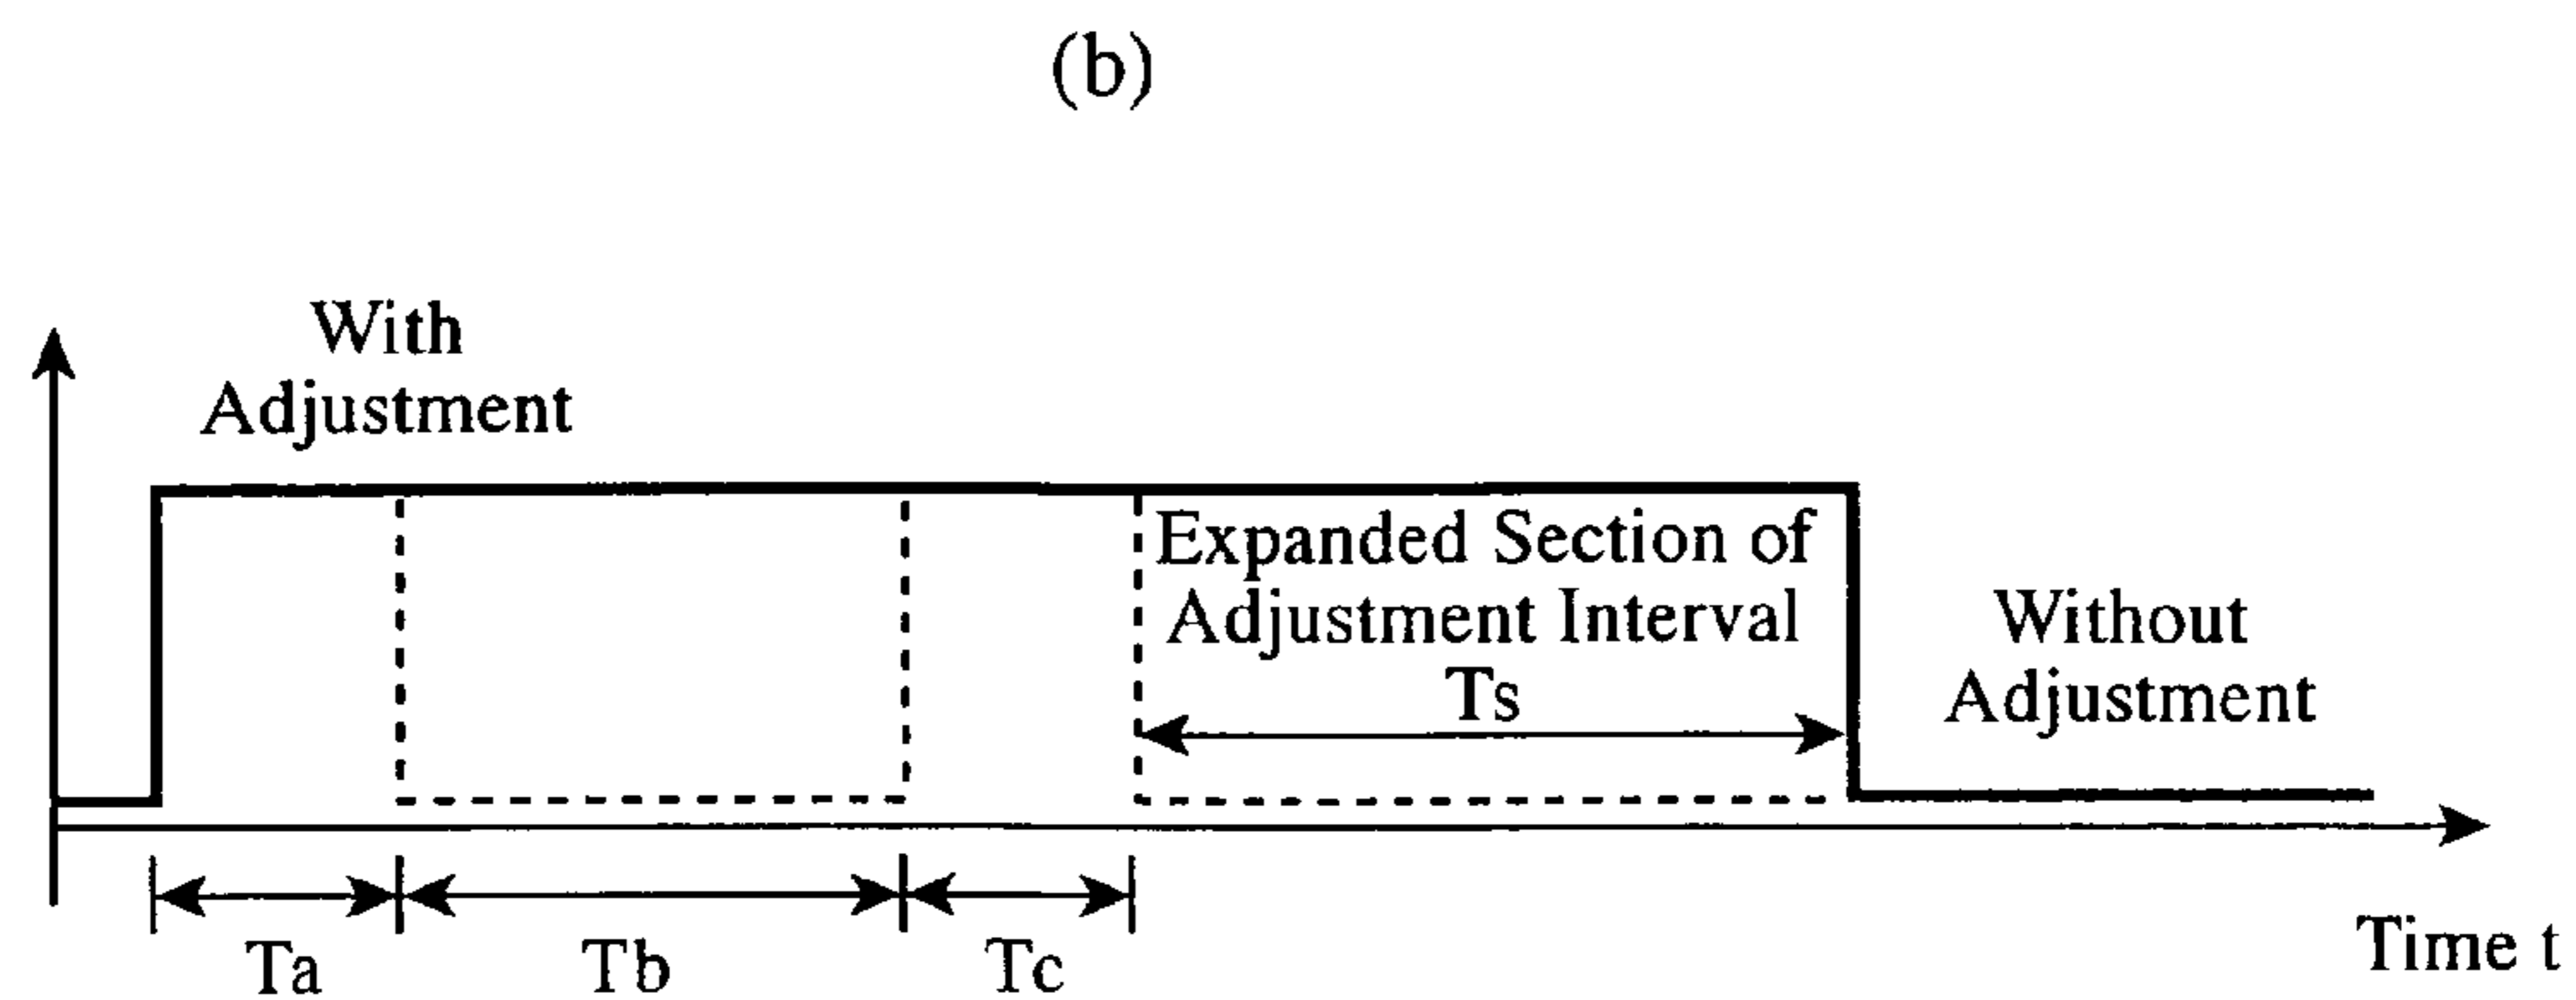 (b)
With
Adjustment
Expanded Section of
Adjustment Interval
Ts
Without
Adjustment
Ta
Tb
Tc
Time t